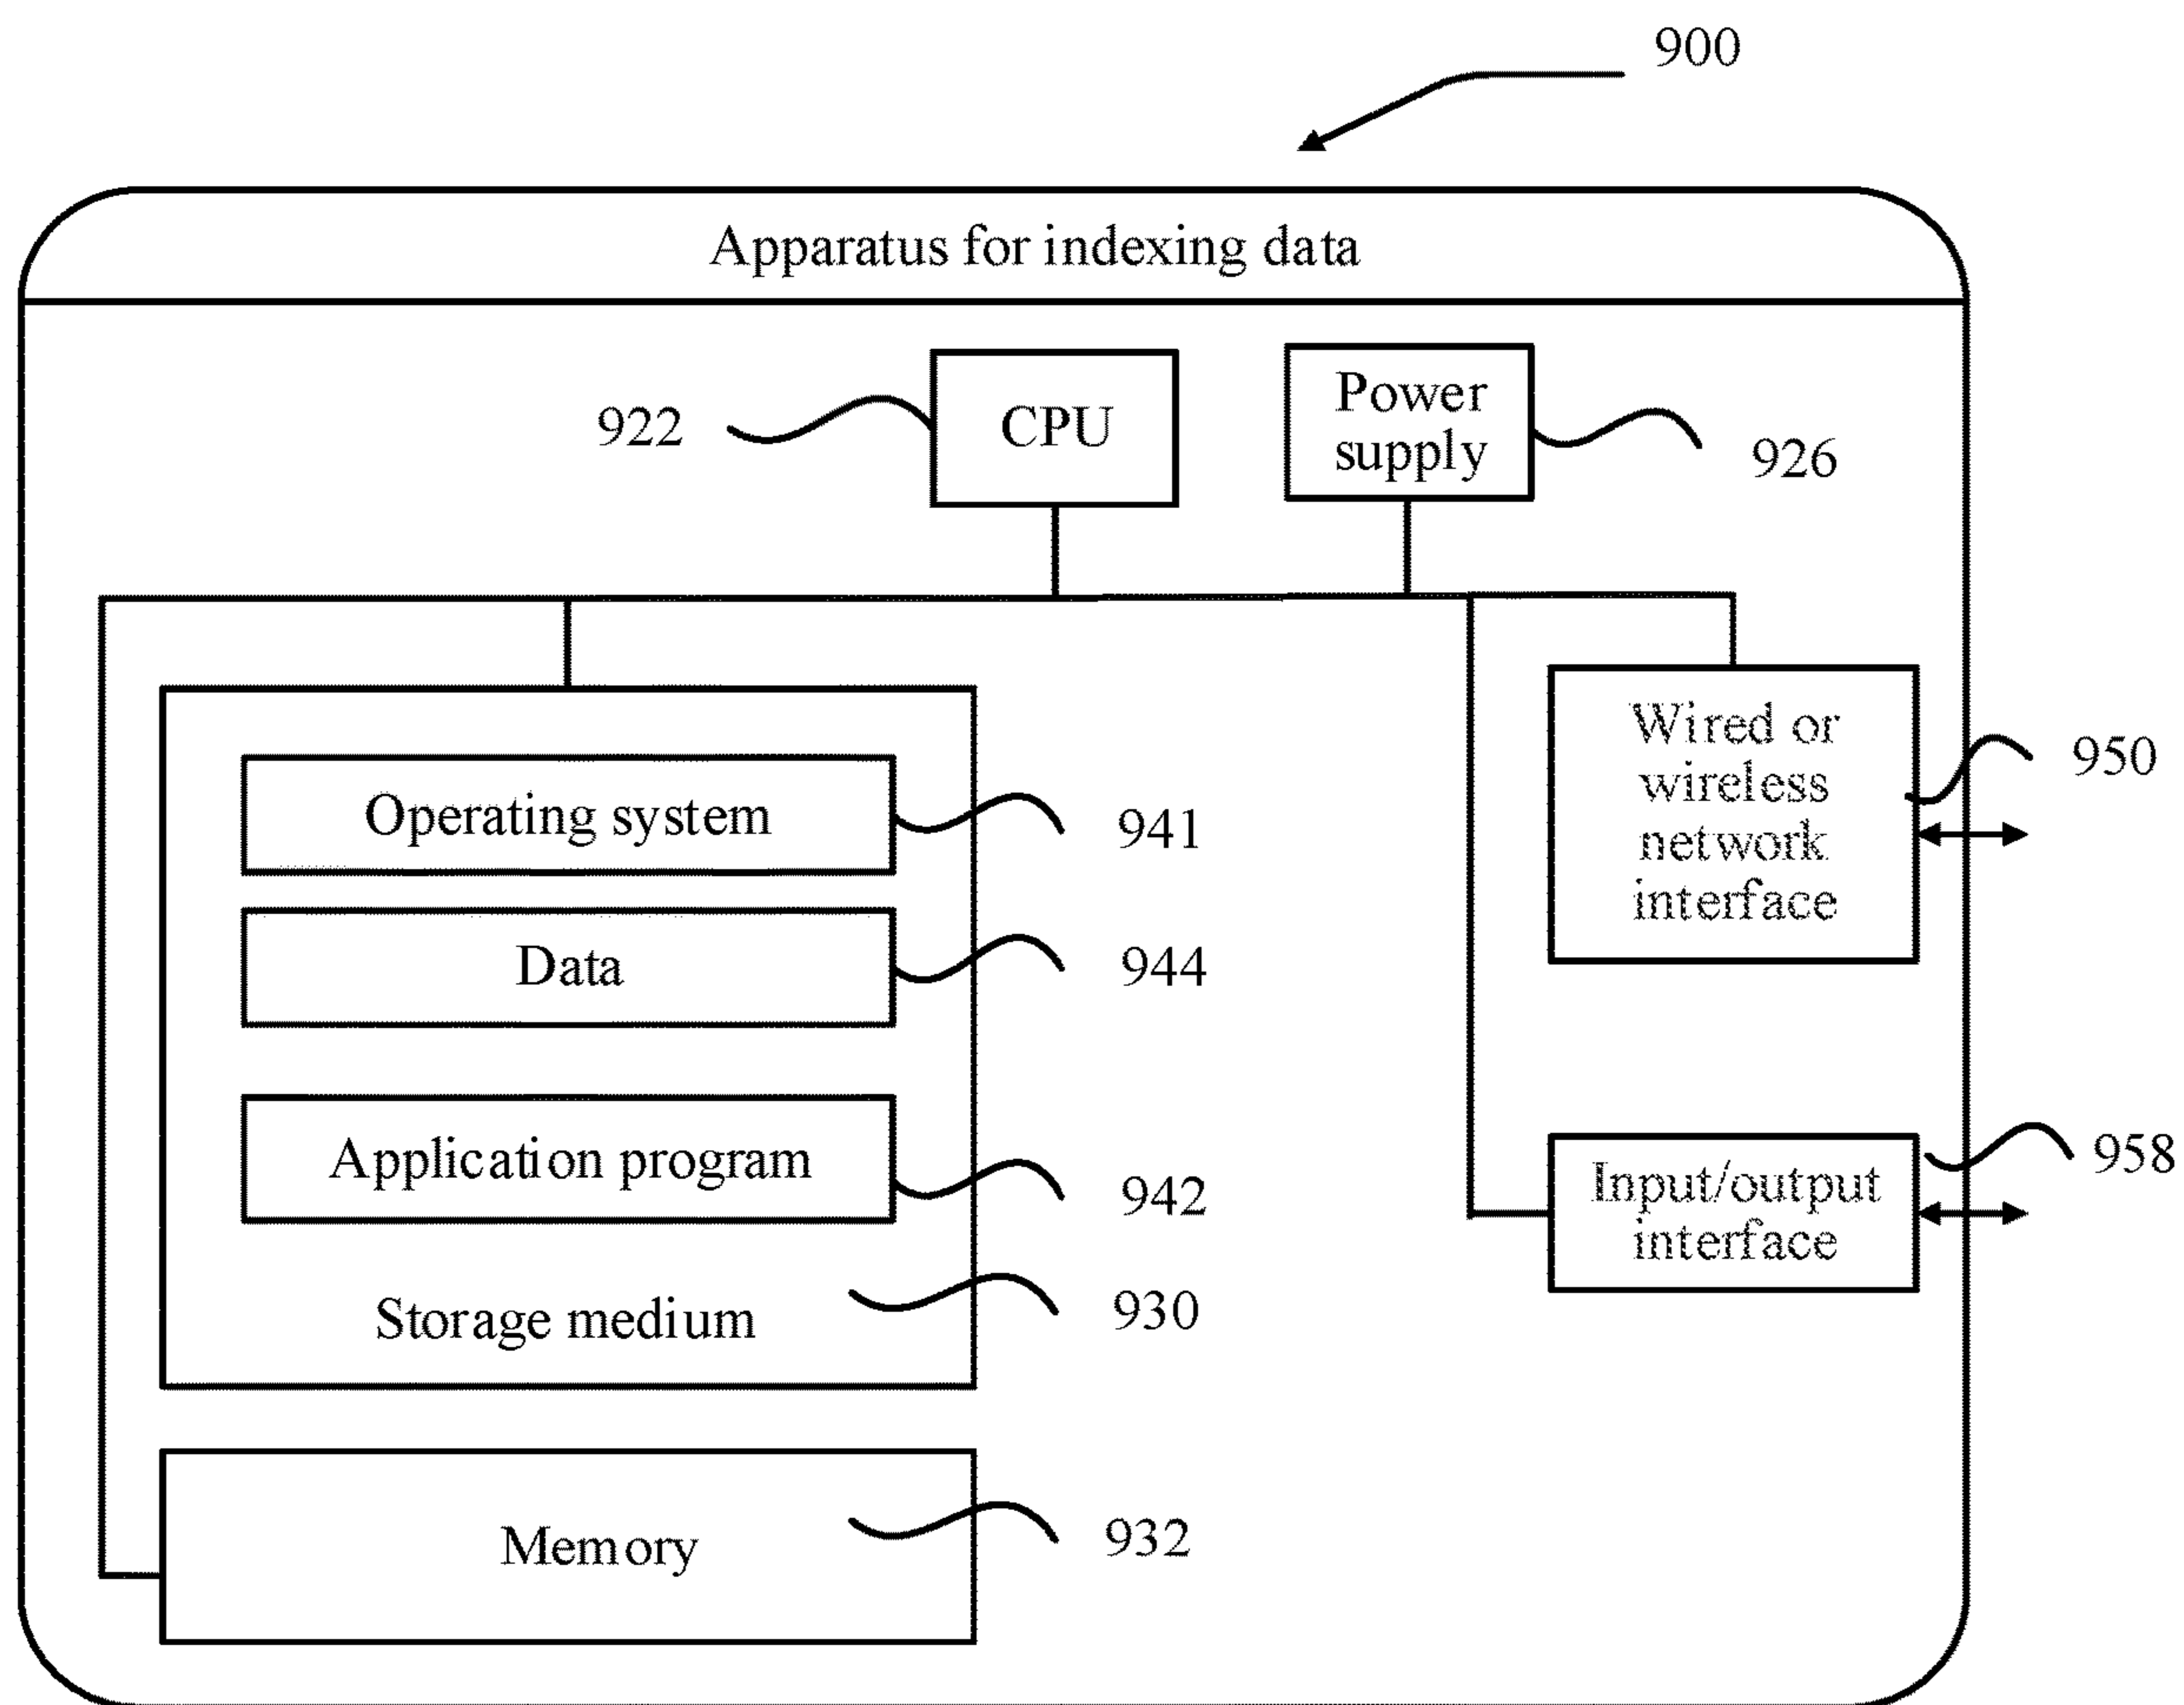 900
Apparatus for indexing data
922
CPU
Power
supply
926
Operating system
941
Data
944
Application program
942
Storage medium
930
Memory
932
Wired or
wireless
network
interface
950
Input/output
interface
958